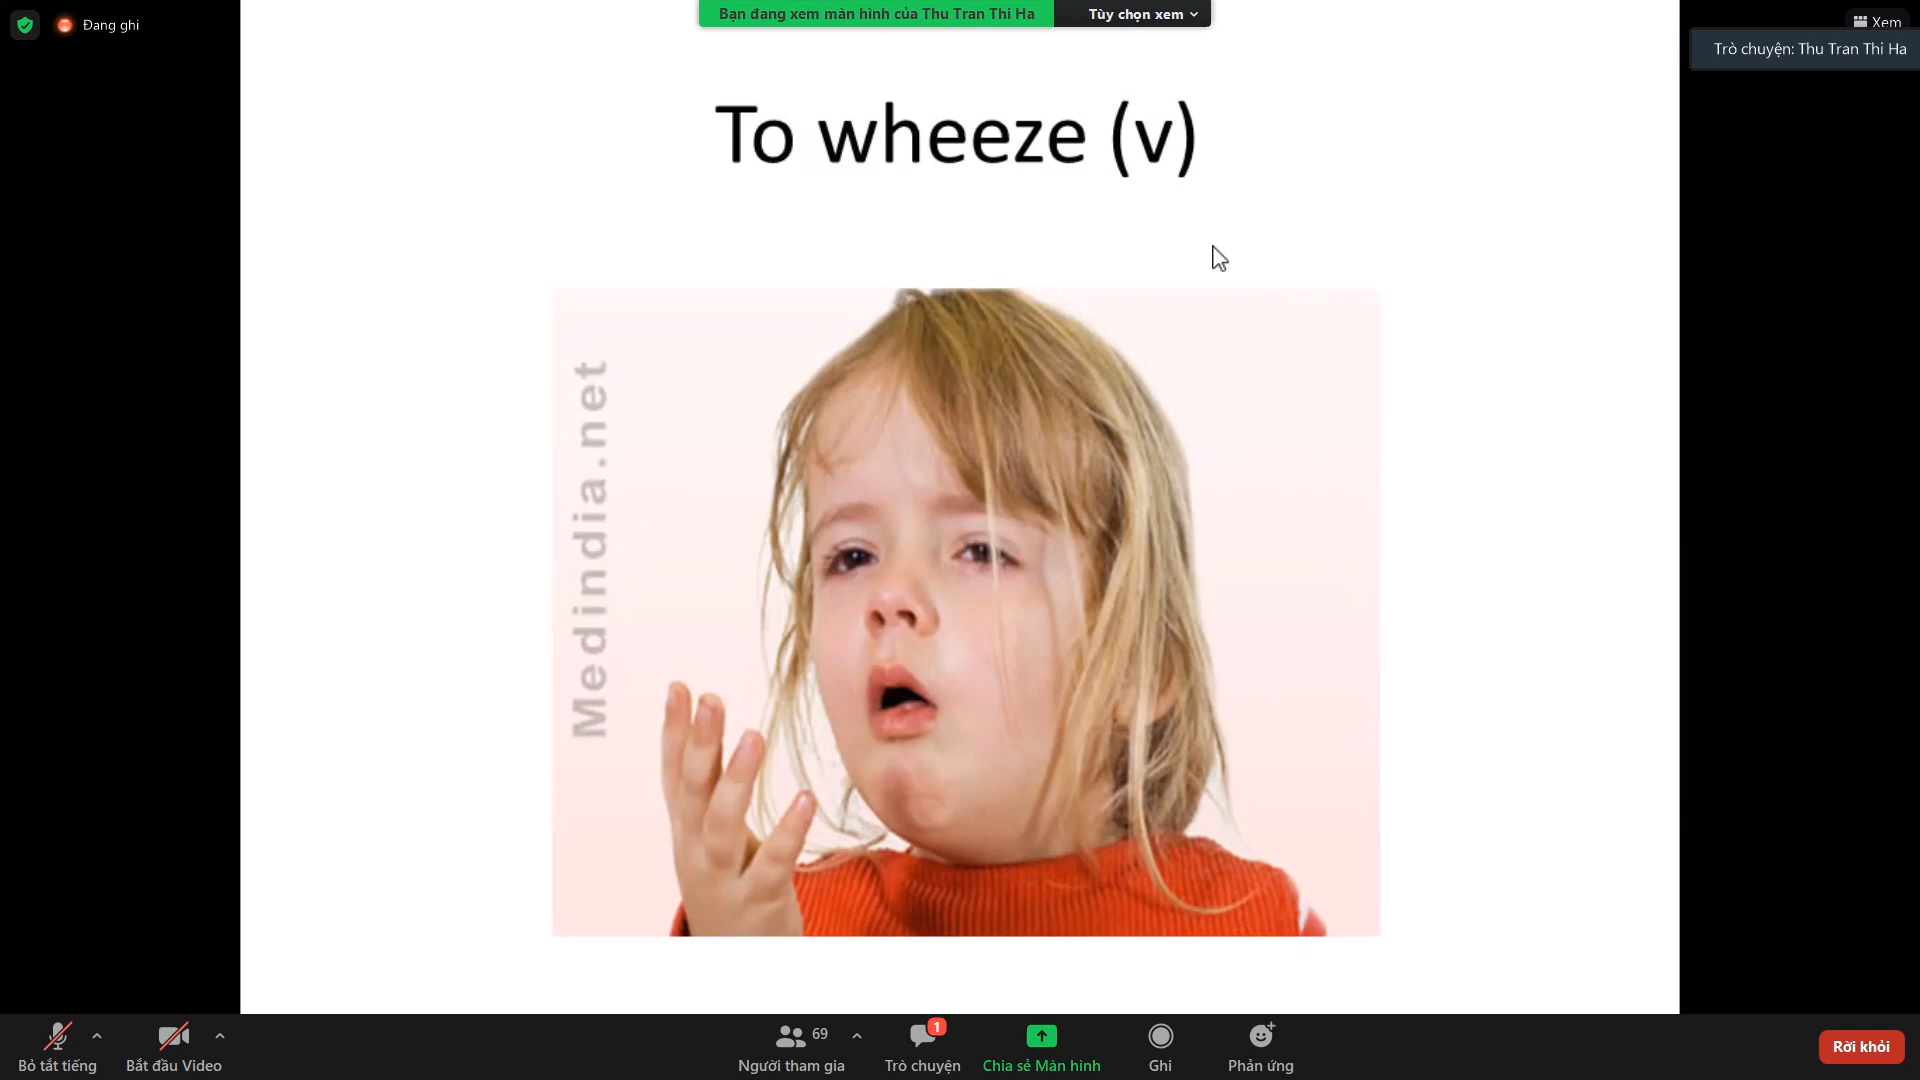 Đang ghi
Bạn đang xem màn hình của Thu Tran Thi Ha
Tùy chọn xem
Xem
Trò chuyện: Thu Tran Thi Ha
To wheeze (v)
Medindia.net
Bỏ tắt tiếng
Bắt đầu Video
69
Người tham gia
1
Trò chuyện
Chia sẻ Màn hình
Ghi
Phản ứng
Rời khỏi